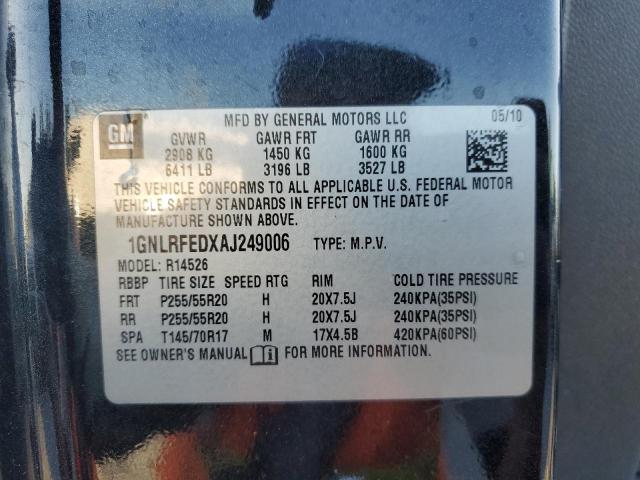 GM
MFD BY GENERAL MOTORS LLC 05/10
GVWR GAWR FRT GAWR RR
2908 KG 1450 KG 1600 KG
6411 LB 3196 LB 3527 LB
THIS VEHICLE CONFORMS TO ALL APPLICABLE U.S. FEDERAL MOTOR
VEHICLE SAFETY STANDARDS IN EFFECT ON THE DATE OF
MANUFACTURE SHOWN ABOVE.
1GNLRFEDXAJ249006 TYPE: M.P.V.
MODEL: R14526
RBBP TIRE SIZE SPEED RTG RIM COLD TIRE PRESSURE
FRT P255/55R20 H 20X7.5J 240KPA(35PSI)
RR P255/55R20 H 20X7.5J 240KPA(35PSI)
SPA T145/70R17 M 17X4.5B 420KPA(60PSI)
SEE OWNER'S MANUAL FOR MORE INFORMATION.